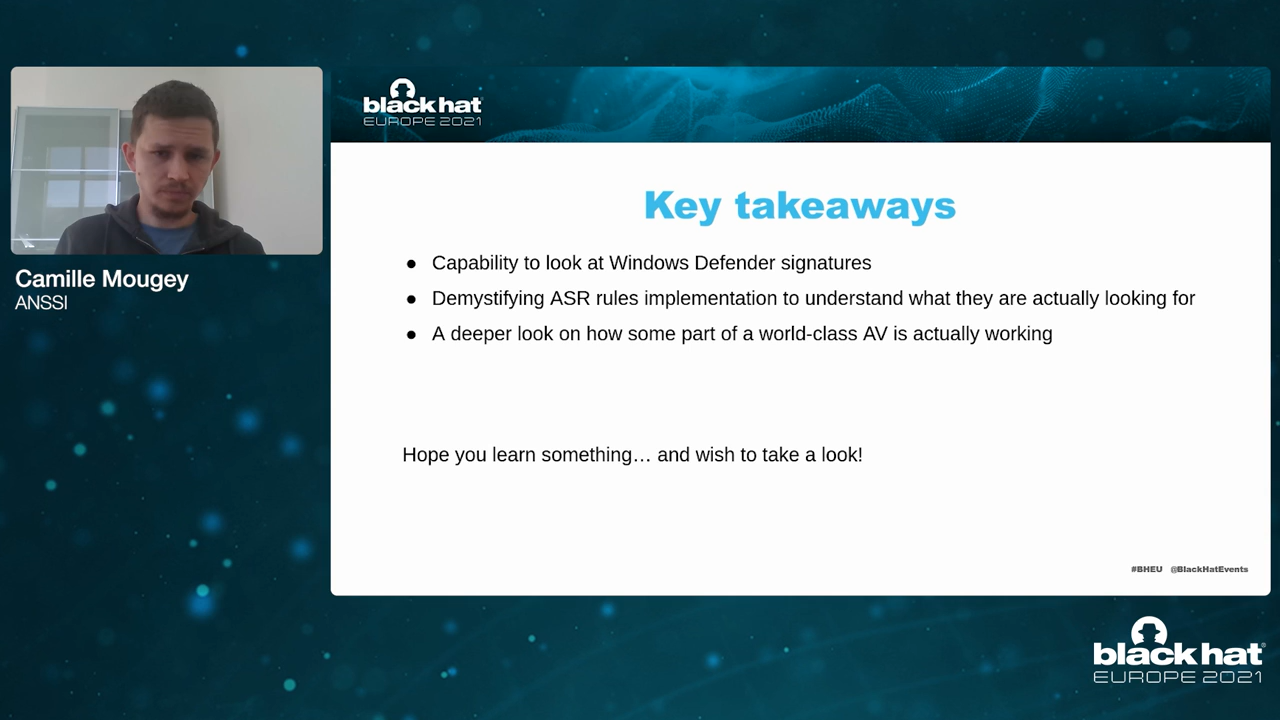 black hat
EUROPE 2021
Camille Mougey
ANSSI
Key takeaways
● Capability to look at Windows Defender signatures
● Demystifying ASR rules implementation to understand what they are actually looking for
● A deeper look on how some part of a world-class AV is actually working
Hope you learn something… and wish to take a look!
#BHEU @BlackHatEvents
black hat®
EUROPE 2021